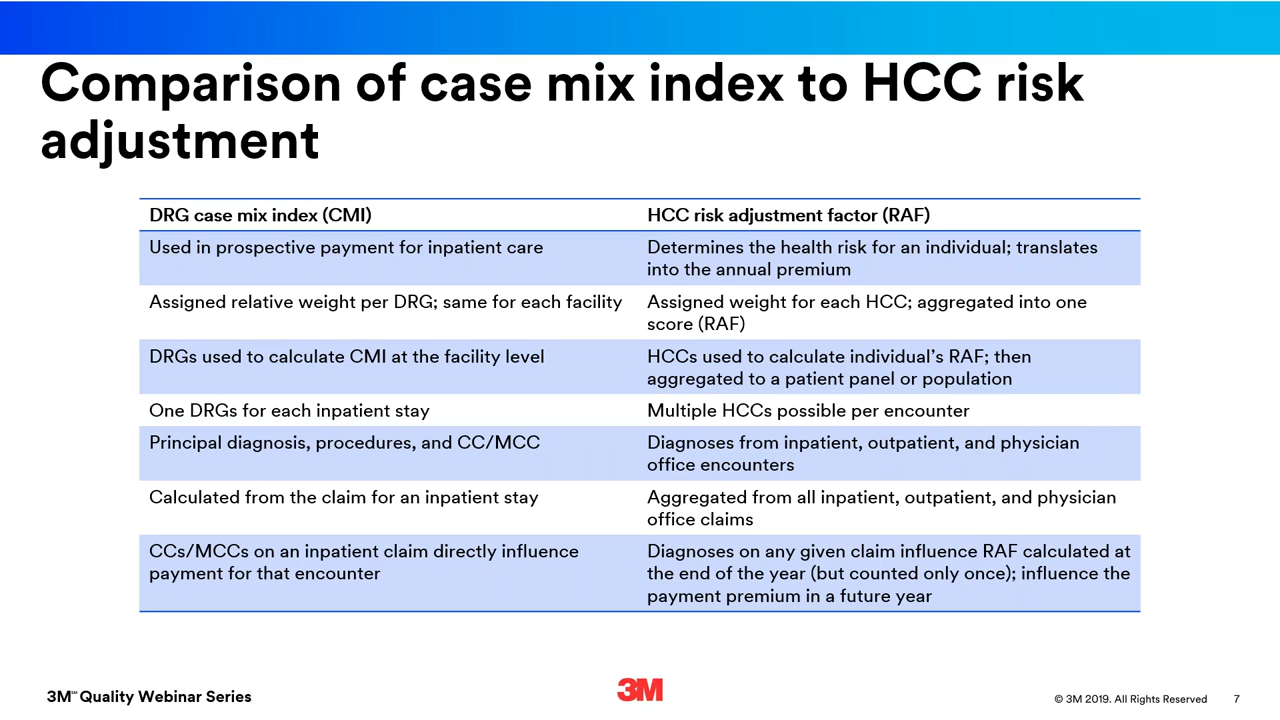 Comparison of case mix index to HCC risk
adjustment
DRG case mix index (CMI)
HCC risk adjustment factor (RAF)
Used in prospective payment for inpatient care
Determines the health risk for an individual; translates
into the annual premium
Assigned relative weight per DRG; same for each facility
Assigned weight for each HCC; aggregated into one
score (RAF)
DRGs used to calculate CMI at the facility level
HCCs used to calculate individual’s RAF; then
aggregated to a patient panel or population
One DRGs for each inpatient stay
Multiple HCCs possible per encounter
Principal diagnosis, procedures, and CC/MCC
Diagnoses from inpatient, outpatient, and physician
office encounters
Calculated from the claim for an inpatient stay
Aggregated from all inpatient, outpatient, and physician
office claims
CCs/MCCs on an inpatient claim directly influence
payment for that encounter
Diagnoses on any given claim influence RAF calculated at
the end of the year (but counted only once); influence the
payment premium in a future year
3M℠ Quality Webinar Series
3M
© 3M 2019. All Rights Reserved
7